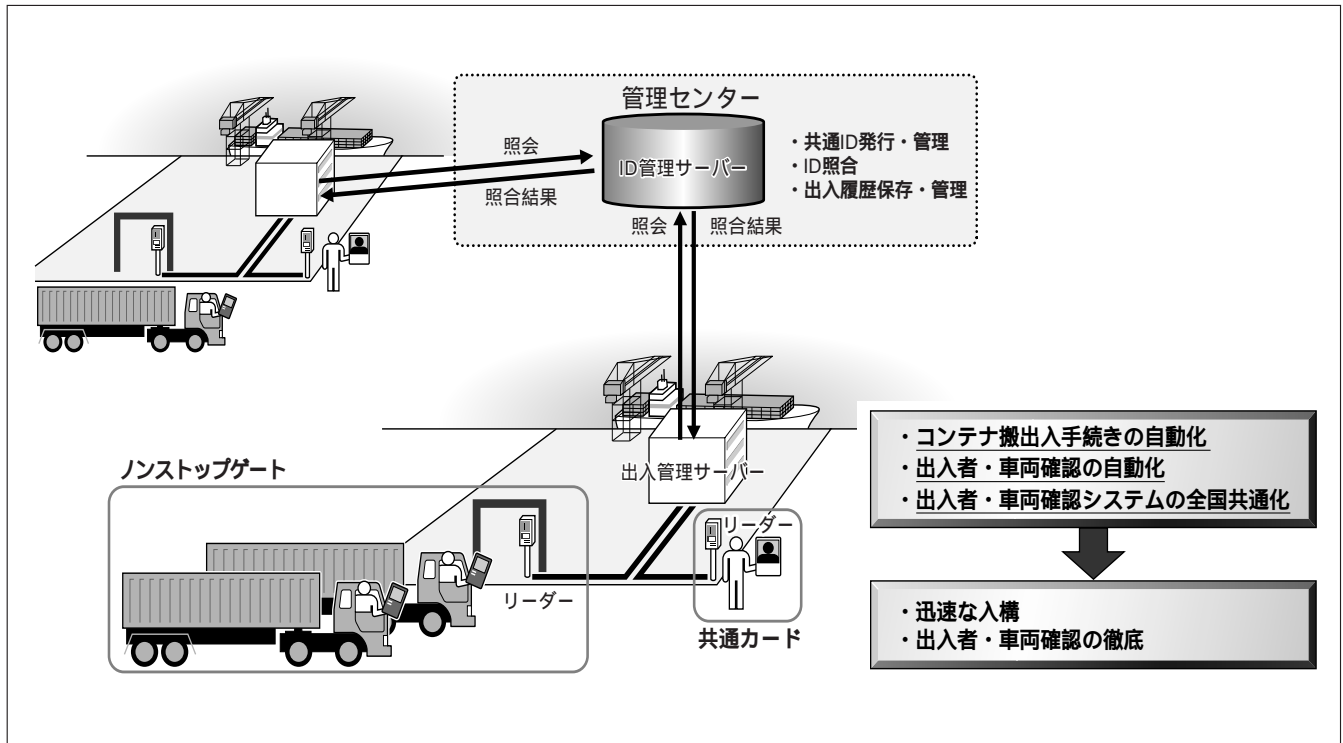 管理センター
ID管理サーバー
・共通ID発行・管理
・ID照合
・出入履歴保存・管理
照会
照合結果
照会
照合結果
出入管理サーバー
ノンストップゲート
リーダー
リーダー
共通カード
・コンテナ搬出入手続きの自動化
・出入者・車両確認の自動化
・出入者・車両確認システムの全国共通化
・迅速な入構
・出入者・車両確認の徹底